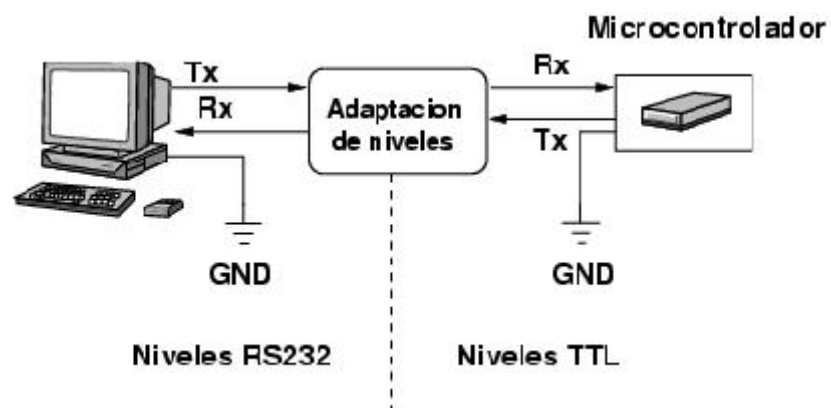 Microcontrolador
Tx
Rx
Adaptacion
de niveles
Rx
Tx
GND
GND
Niveles RS232
Niveles TTL